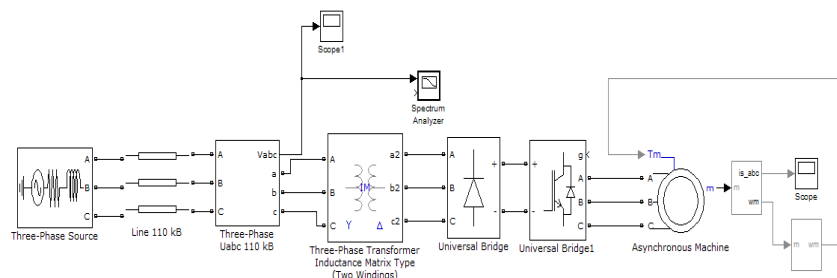 Scope1
Spectrum
Analyzer
Vabc
A
B
C
A
B
C
a
b
c
A
B
C
a2
b2
c2
Y
Δ
A
B
C
+
-
+
-
g
A
B
C
Tm
A
B
C
m
m
is_abc
wm
Scope
m
wm
Three-Phase Source
Line 110 kB
Three-Phase
Uabc 110 kB
Three-Phase Transformer
Inductance Matrix Type
(Two Windings)
Universal Bridge
Universal Bridge1
Asynchronous Machine